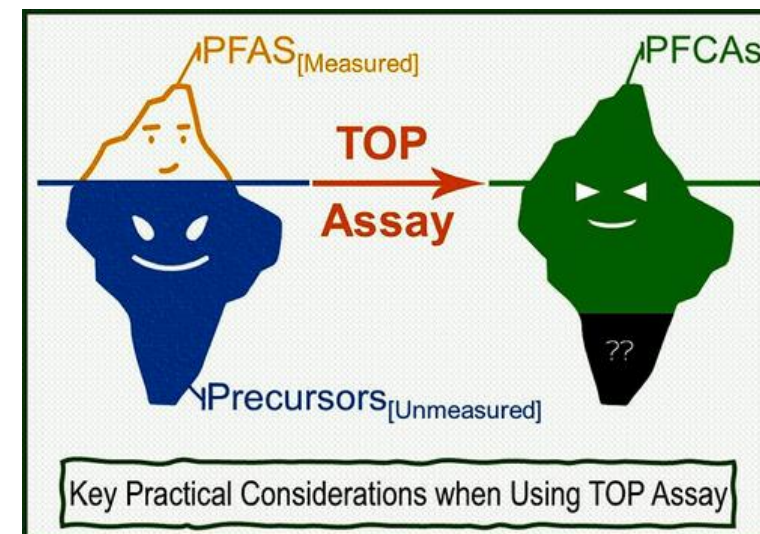 PFAS[Measured]
PFCAs
TOP
Assay
??
Precursors[Unmeasured]
Key Practical Considerations when Using TOP Assay